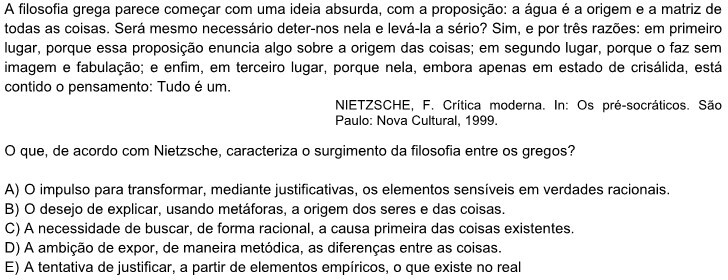 A filosofia grega parece começar com uma ideia absurda, com a proposição: a água é a origem e a matriz de
todas as coisas. Será mesmo necessário deter-nos nela e levá-la a sério? Sim, e por três razões: em primeiro
lugar, porque essa proposição enuncia algo sobre a origem das coisas; em segundo lugar, porque o faz sem
imagem e fabulação; e enfim, em terceiro lugar, porque nela, embora apenas em estado de crisálida, está
contido o pensamento: Tudo é um.
NIETZSCHE, F. Crítica moderna. In: Os pré-socráticos. São
Paulo: Nova Cultural, 1999.
O que, de acordo com Nietzsche, caracteriza o surgimento da filosofia entre os gregos?
A) O impulso para transformar, mediante justificativas, os elementos sensíveis em verdades racionais.
B) O desejo de explicar, usando metáforas, a origem dos seres e das coisas.
C) A necessidade de buscar, de forma racional, a causa primeira das coisas existentes.
D) A ambição de expor, de maneira metódica, as diferenças entre as coisas.
E) A tentativa de justificar, a partir de elementos empíricos, o que existe no real